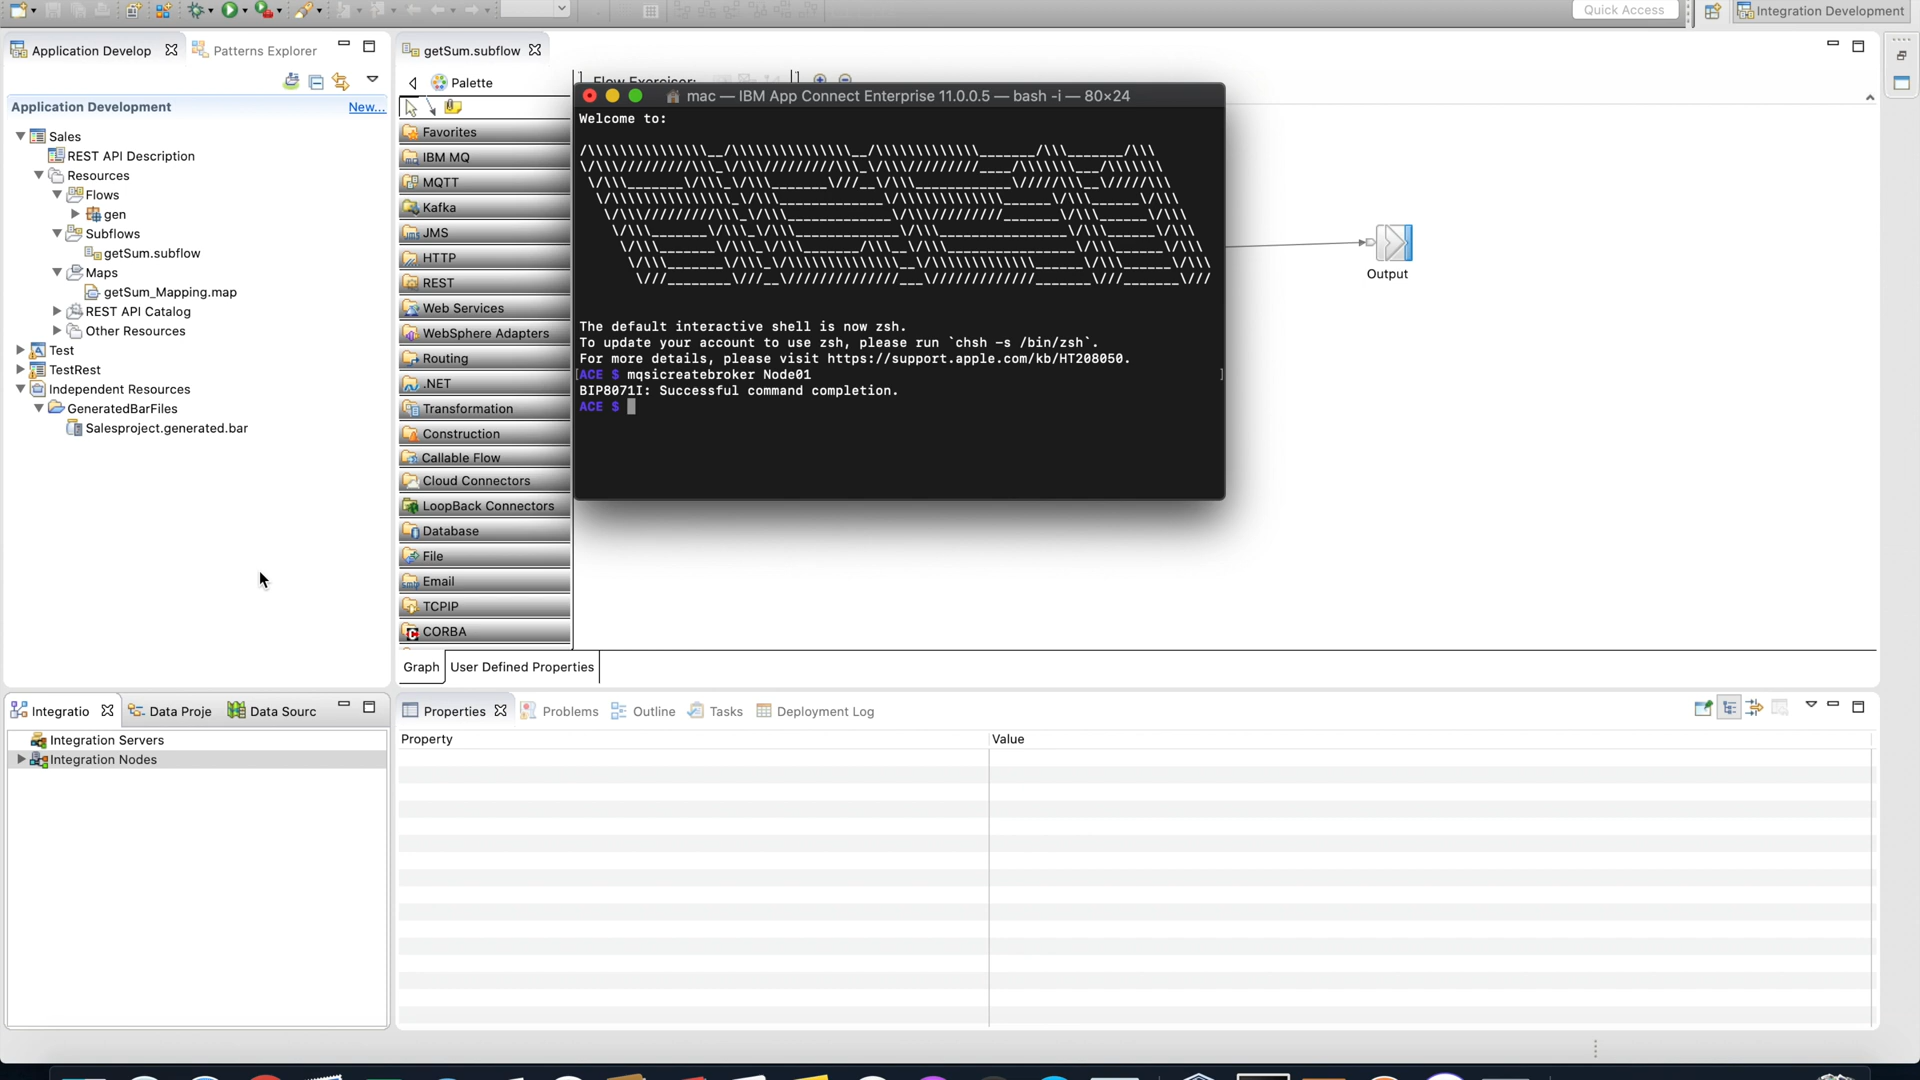 Quick Access
Integration Development
Application Develop
Patterns Explorer
getSum.subflow
Palette
Flow Exerciser:
Application Development
New...
Sales
REST API Description
Resources
Flows
gen
Subflows
getSum.subflow
Maps
getSum_Mapping.map
REST API Catalog
Other Resources
Test
TestRest
Independent Resources
GeneratedBarFiles
Salesproject.generated.bar
Favorites
IBM MQ
MQTT
Kafka
JMS
HTTP
REST
Web Services
WebSphere Adapters
Routing
.NET
Transformation
Construction
Callable Flow
Cloud Connectors
LoopBack Connectors
Database
File
Email
TCPIP
CORBA
mac — IBM App Connect Enterprise 11.0.0.5 — bash -i — 80×24
Welcome to:
The default interactive shell is now zsh.
To update your account to use zsh, please run `chsh -s /bin/zsh`.
For more details, please visit https://support.apple.com/kb/HT208050.
[ACE $ mqsicreatebroker Node01 ]
BIP8071I: Successful command completion.
ACE $
Output
Graph
User Defined Properties
Integratio
Data Proje
Data Sourc
Integration Servers
Integration Nodes
Properties
Problems
Outline
Tasks
Deployment Log
Property
Value